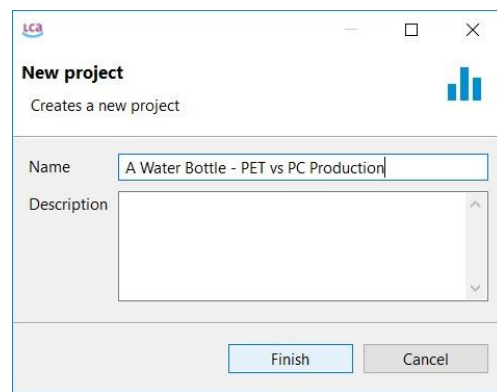 LCA
New project
Creates a new project
Name A Water Bottle - PET vs PC Production
Description
Finish Cancel